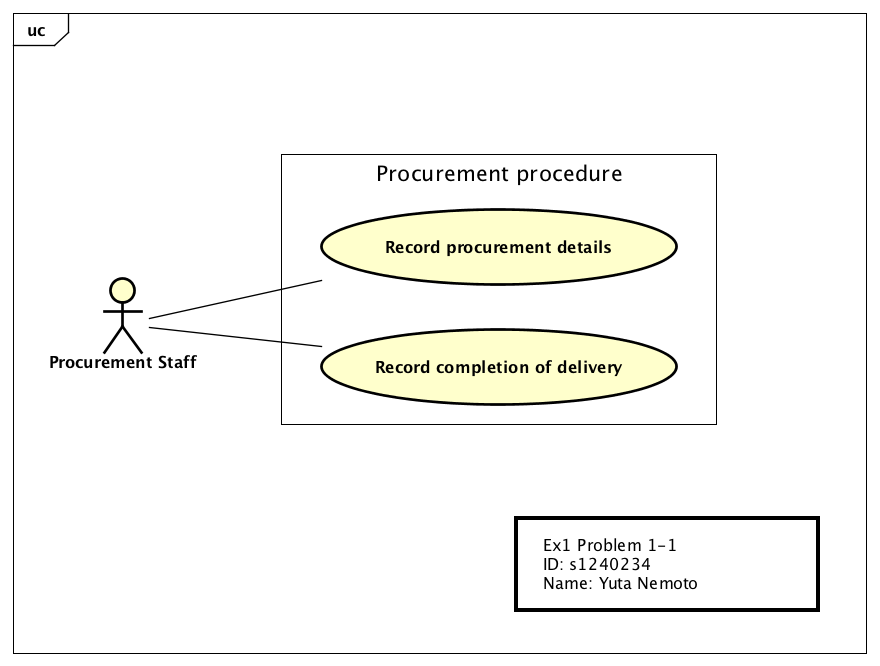 uc
Procurement procedure
Record procurement details
Procurement Staff
Record completion of delivery
Ex1 Problem 1-1
ID: s1240234
Name: Yuta Nemoto